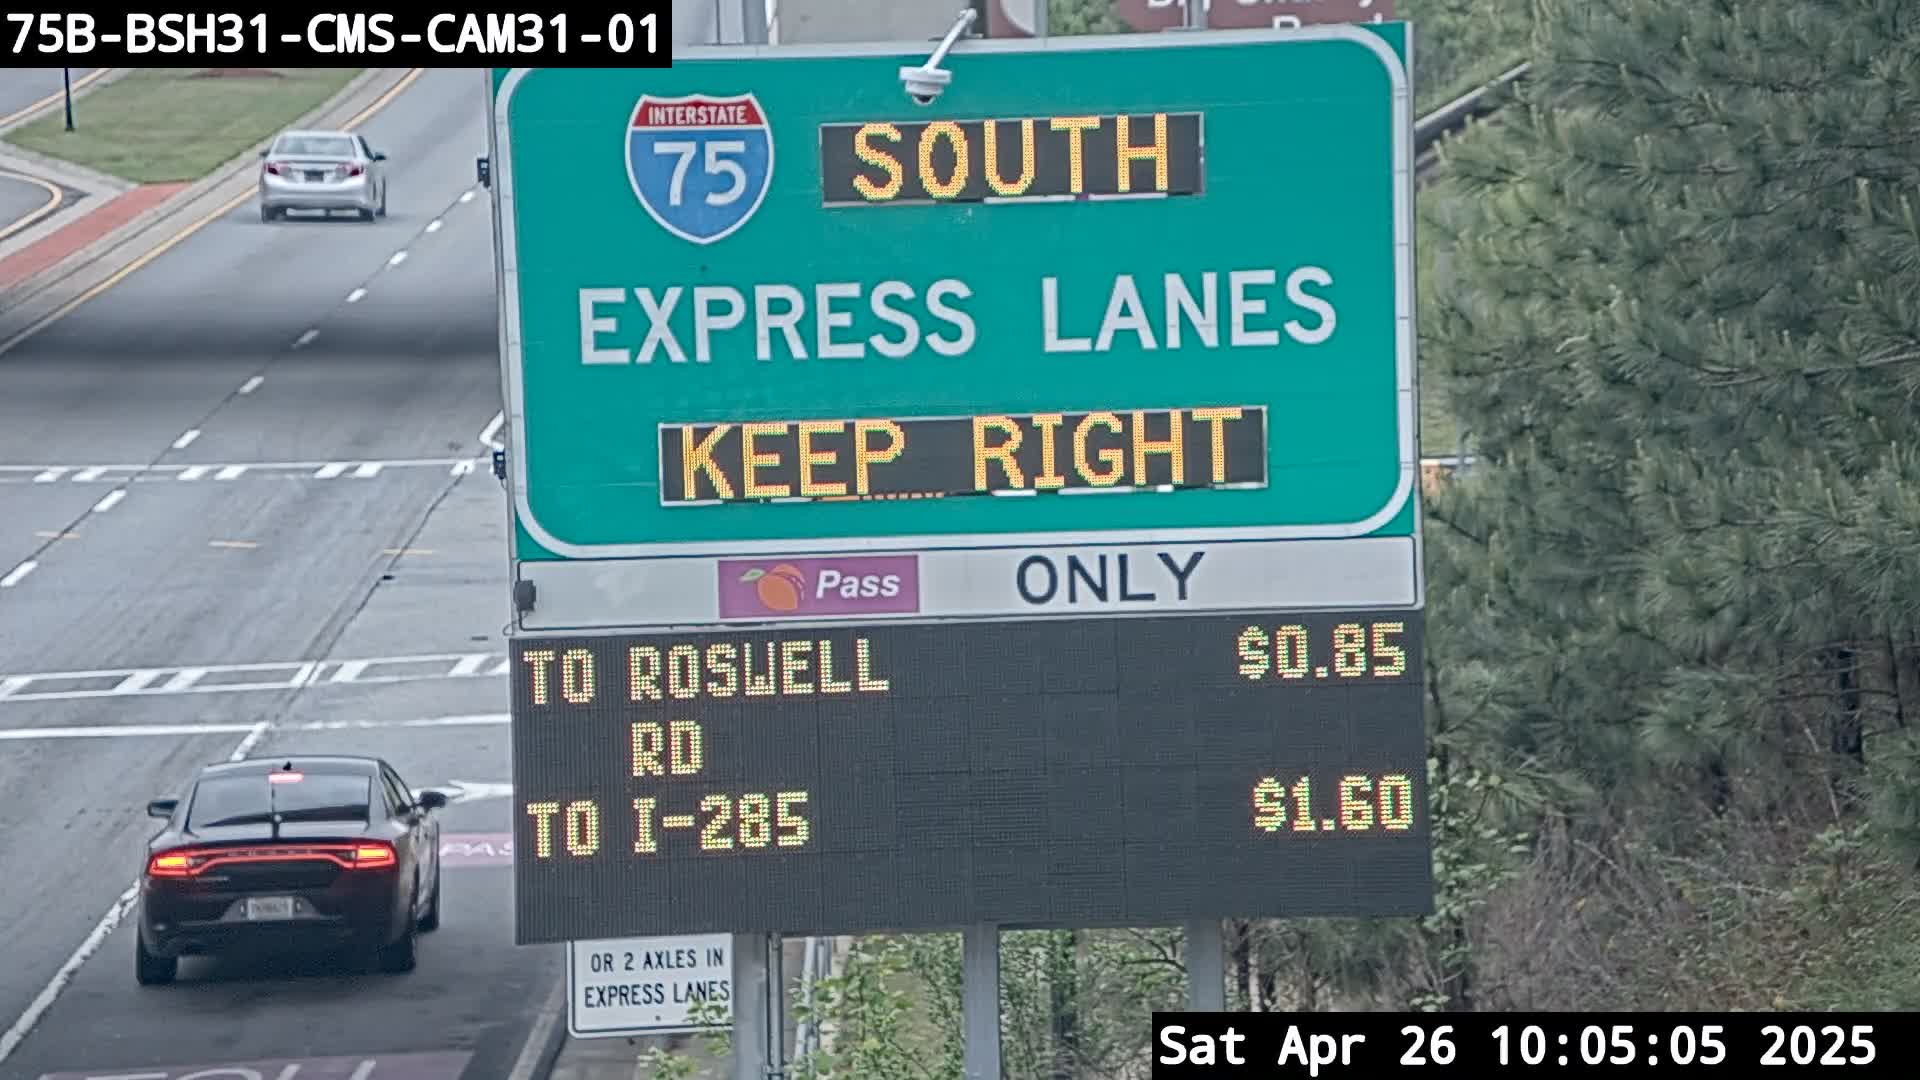 75B-BSH31-CMS-CAM31-01
INTERSTATE
75
SOUTH
EXPRESS LANES
KEEP RIGHT
Pass ONLY
TO ROSWELL $0.85
RD
TO I-285 $1.60
OR 2 AXLES IN
EXPRESS LANES
Sat Apr 26 10:05:05 2025